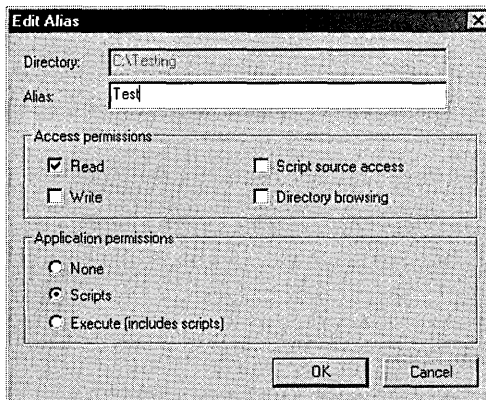 Edit Alias
Directory: C:\Testing
Alias: Test
Access permissions
Read Script source access
Write Directory browsing
Application permissions
None
Scripts
Execute (includes scripts)
OK Cancel